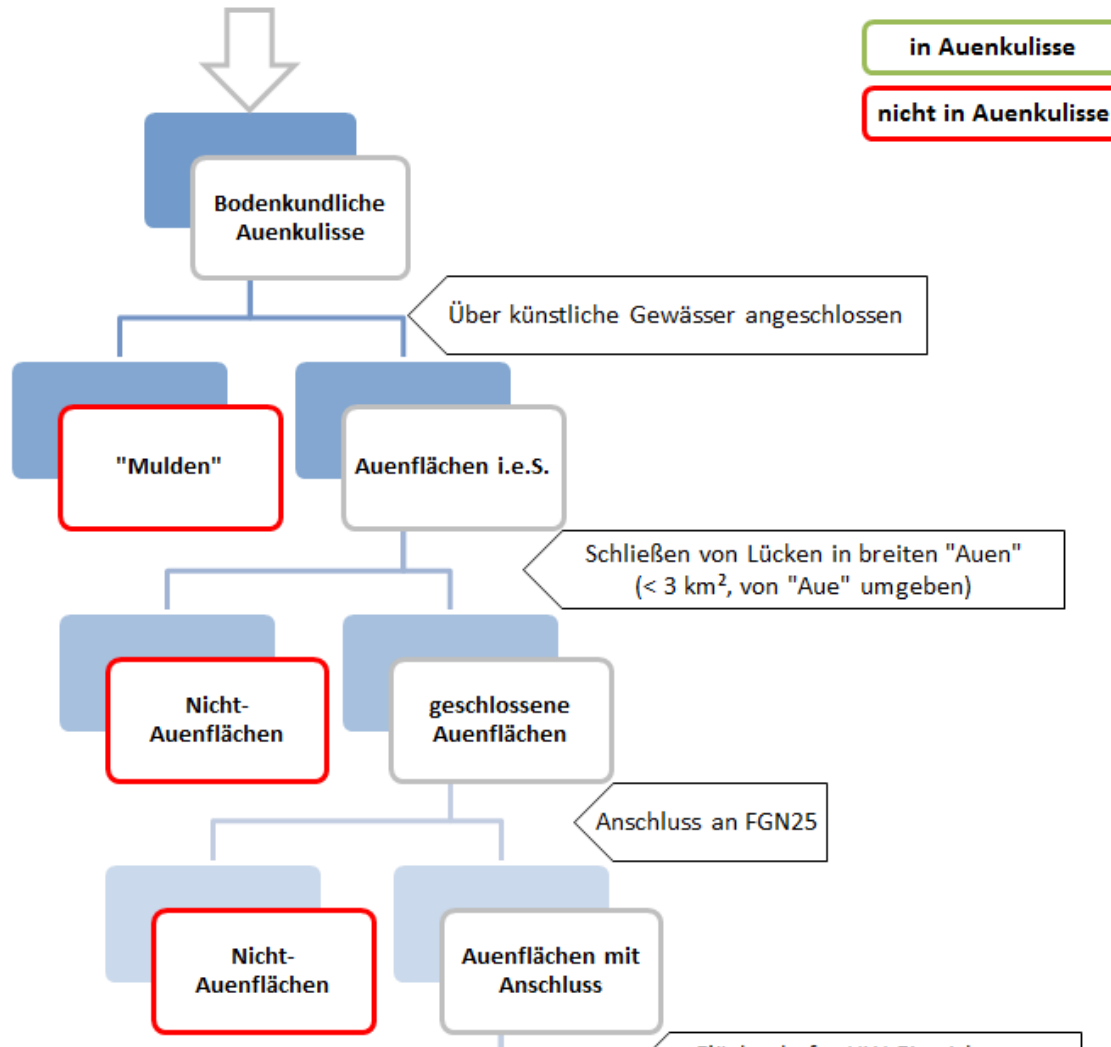 in Auenkulisse
nicht in Auenkulisse
Bodenkundliche
Auenkulisse
Über künstliche Gewässer angeschlossen
"Mulden"
Auenflächen i.e.S.
Schließen von Lücken in breiten "Auen"
(< 3 km², von "Aue" umgeben)
Nicht-
Auenflächen
geschlossene
Auenflächen
Anschluss an FGN25
Nicht-
Auenflächen
Auenflächen mit
Anschluss